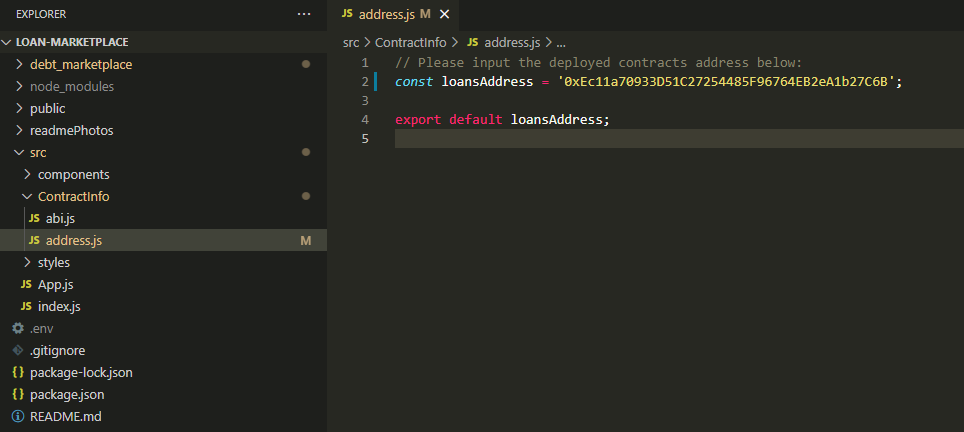 EXPLORER ...
LOAN-MARKETPLACE
debt_marketplace
node_modules
public
readmePhotos
src
components
ContractInfo
JS abi.js
JS address.js M
styles
JS App.js
JS index.js
.env
.gitignore
{} package-lock.json
{} package.json
README.md
JS address.js M
src > ContractInfo > JS address.js > ...
1 // Please input the deployed contracts address below:
2 const loansAddress = '0xEc11a70933D51C27254485F96764EB2eA1b27C6B';
3
4 export default loansAddress;
5